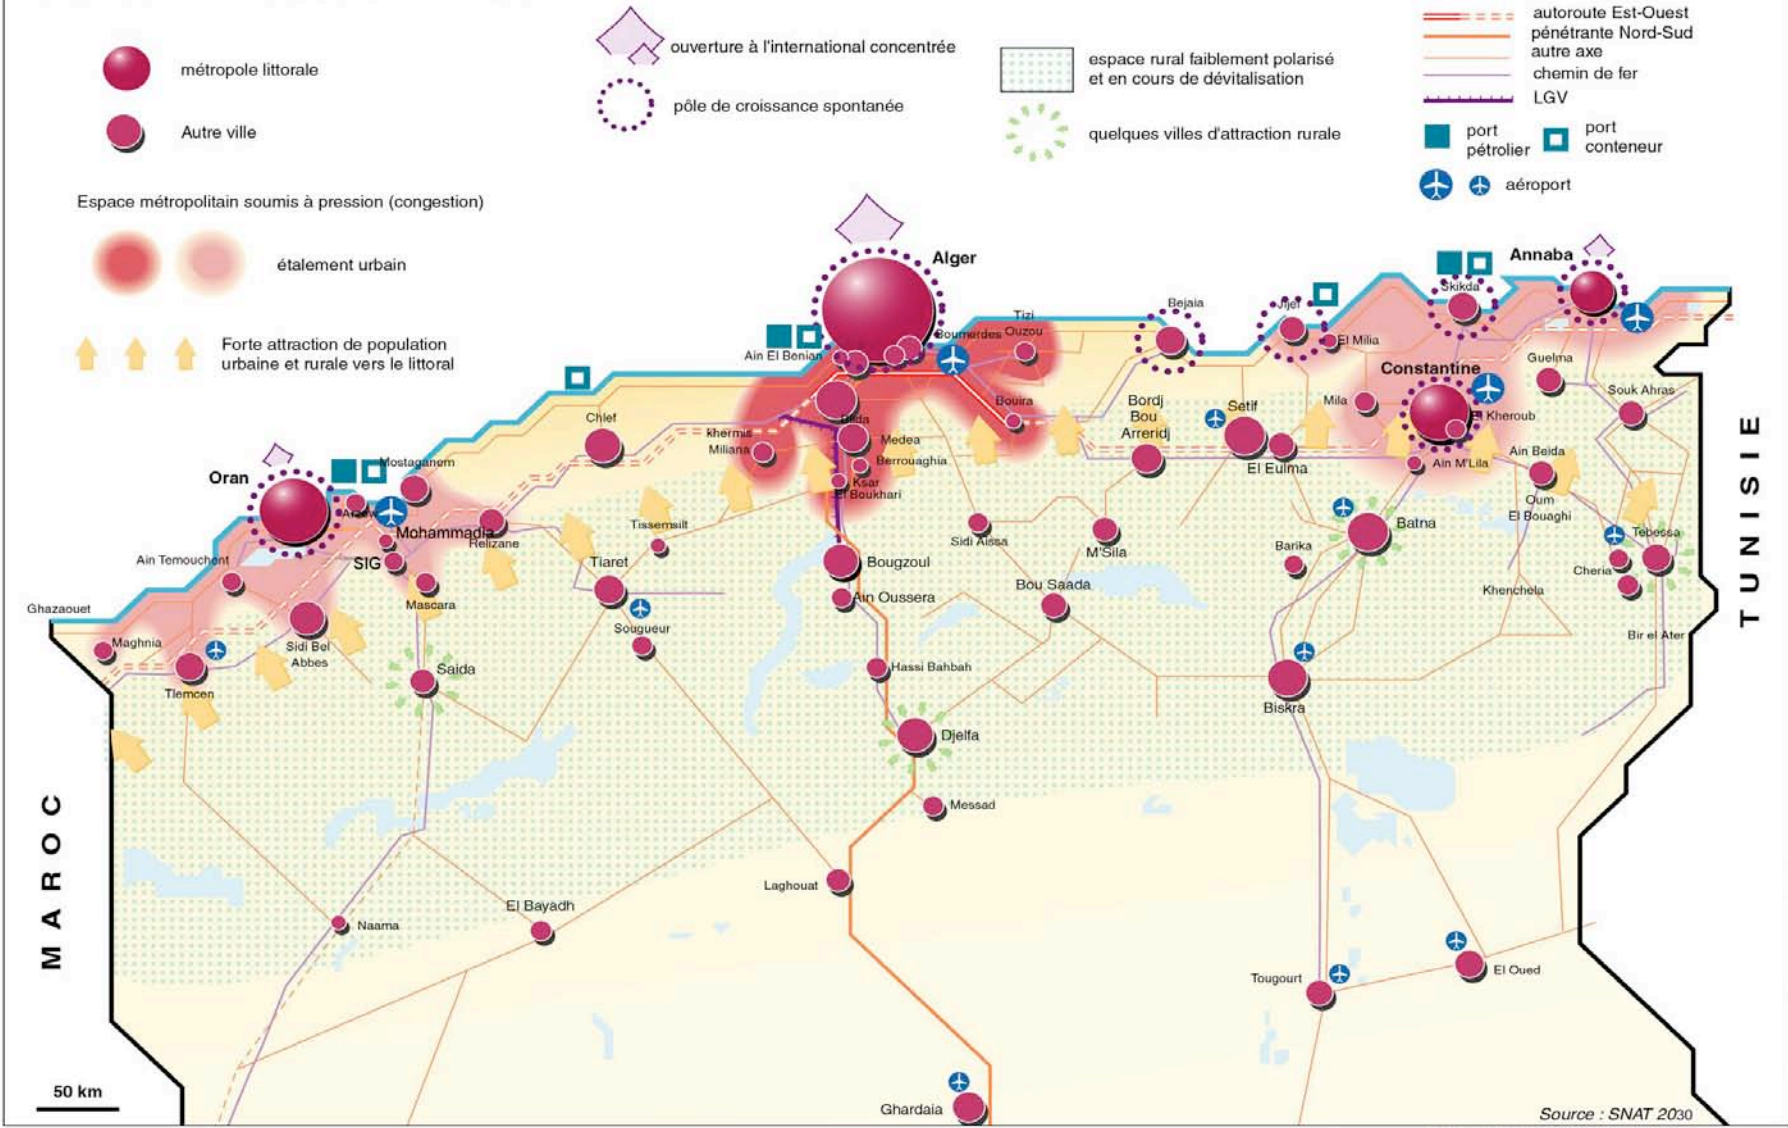 métropole littorale
Autre ville
Espace métropolitain soumis à pression (congestion)
étalement urbain
Forte attraction de population
urbaine et rurale vers le littoral
ouverture à l'international concentrée
pôle de croissance spontanée
espace rural faiblement polarisé
et en cours de dévitalisation
quelques villes d'attraction rurale
autoroute Est-Ouest
pénétrante Nord-Sud
autre axe
chemin de fer
LGV
port
pétrolier
port
conteneur
aéroport
Alger
Annaba
Skikda
Jijel
Bejaia
Tizi
Ouzou
Boumerdes
Ain El Benian
El Milia
Guelma
Constantine
Souk Ahras
Mila
El Kheroub
Bordj
Bou
Arreridj
Setif
El Eulma
Bouira
Chlef
Blida
khermis
Miliana
Medea
Berrouaghia
Ksar
El Boukhari
Ain M'Lila
Ain Beida
Oum
El Bouaghi
Oran
Mostaganem
Arzew
Mohammadia
Relizane
SIG
Mascara
Ain Temouchent
Ghazaouet
Maghnia
Tlemcen
Sidi Bel
Abbes
Saida
Tissemsilt
Tiaret
Sougueur
Bougzoul
Ain Oussera
Hassi Bahbah
Djelfa
Messad
Sidi Aissa
M'Sila
Bou Saada
Barika
Batna
Khenchela
Cheria
Tebessa
Bir el Ater
Biskra
Laghouat
El Bayadh
Naama
Tougourt
El Oued
Ghardaia
MAROC
TUNISIE
50 km
Source : SNAT 2030